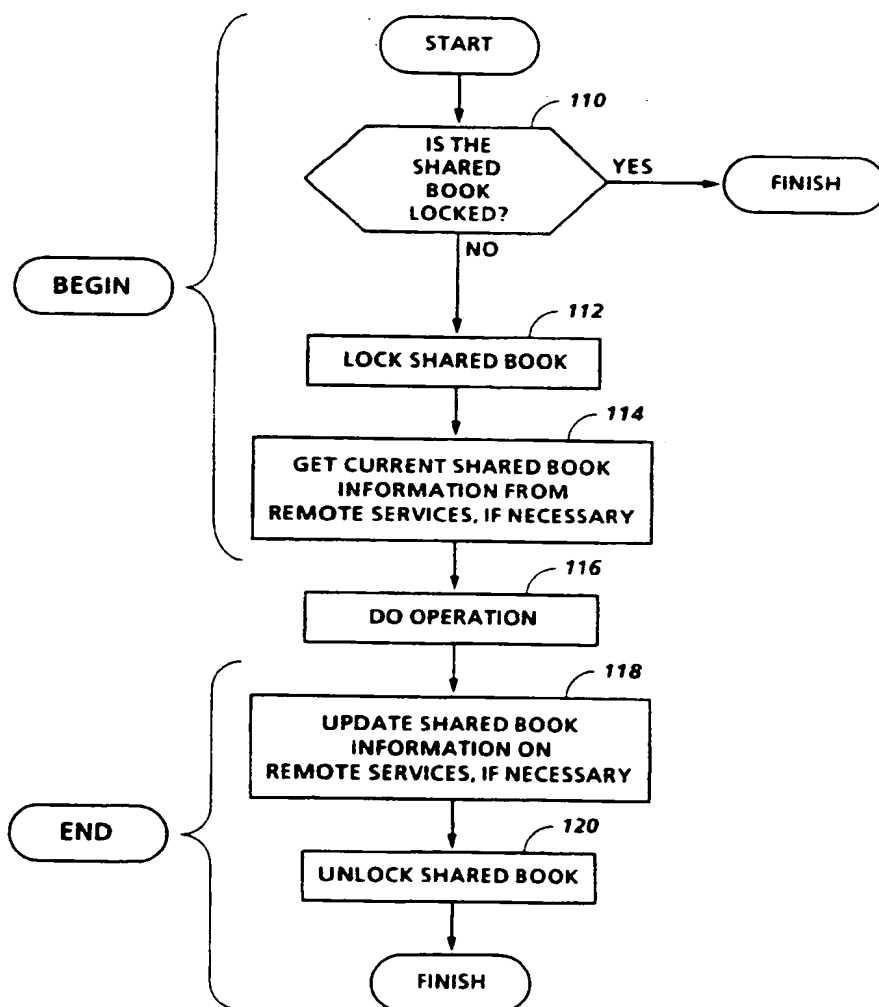 START
110
IS THE
SHARED
BOOK
LOCKED?
YES
FINISH
NO
BEGIN
112
LOCK SHARED BOOK
114
GET CURRENT SHARED BOOK
INFORMATION FROM
REMOTE SERVICES, IF NECESSARY
116
DO OPERATION
118
UPDATE SHARED BOOK
INFORMATION ON
REMOTE SERVICES, IF NECESSARY
END
120
UNLOCK SHARED BOOK
FINISH